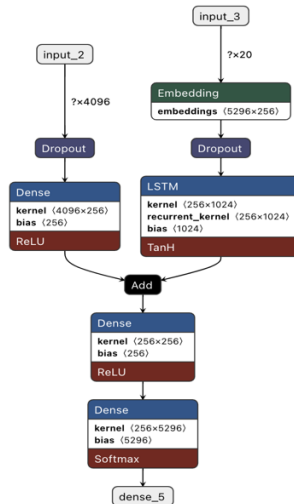 input_3
input_2
?×20
?×4096
Embedding
embeddings ⟨5296×256⟩
Dropout
Dropout
Dense
kernel ⟨4096×256⟩
bias ⟨256⟩
ReLU
LSTM
kernel ⟨256×1024⟩
recurrent_kernel ⟨256×1024⟩
bias ⟨1024⟩
TanH
Add
Dense
kernel ⟨256×256⟩
bias ⟨256⟩
ReLU
Dense
kernel ⟨256×5296⟩
bias ⟨5296⟩
Softmax
dense_5